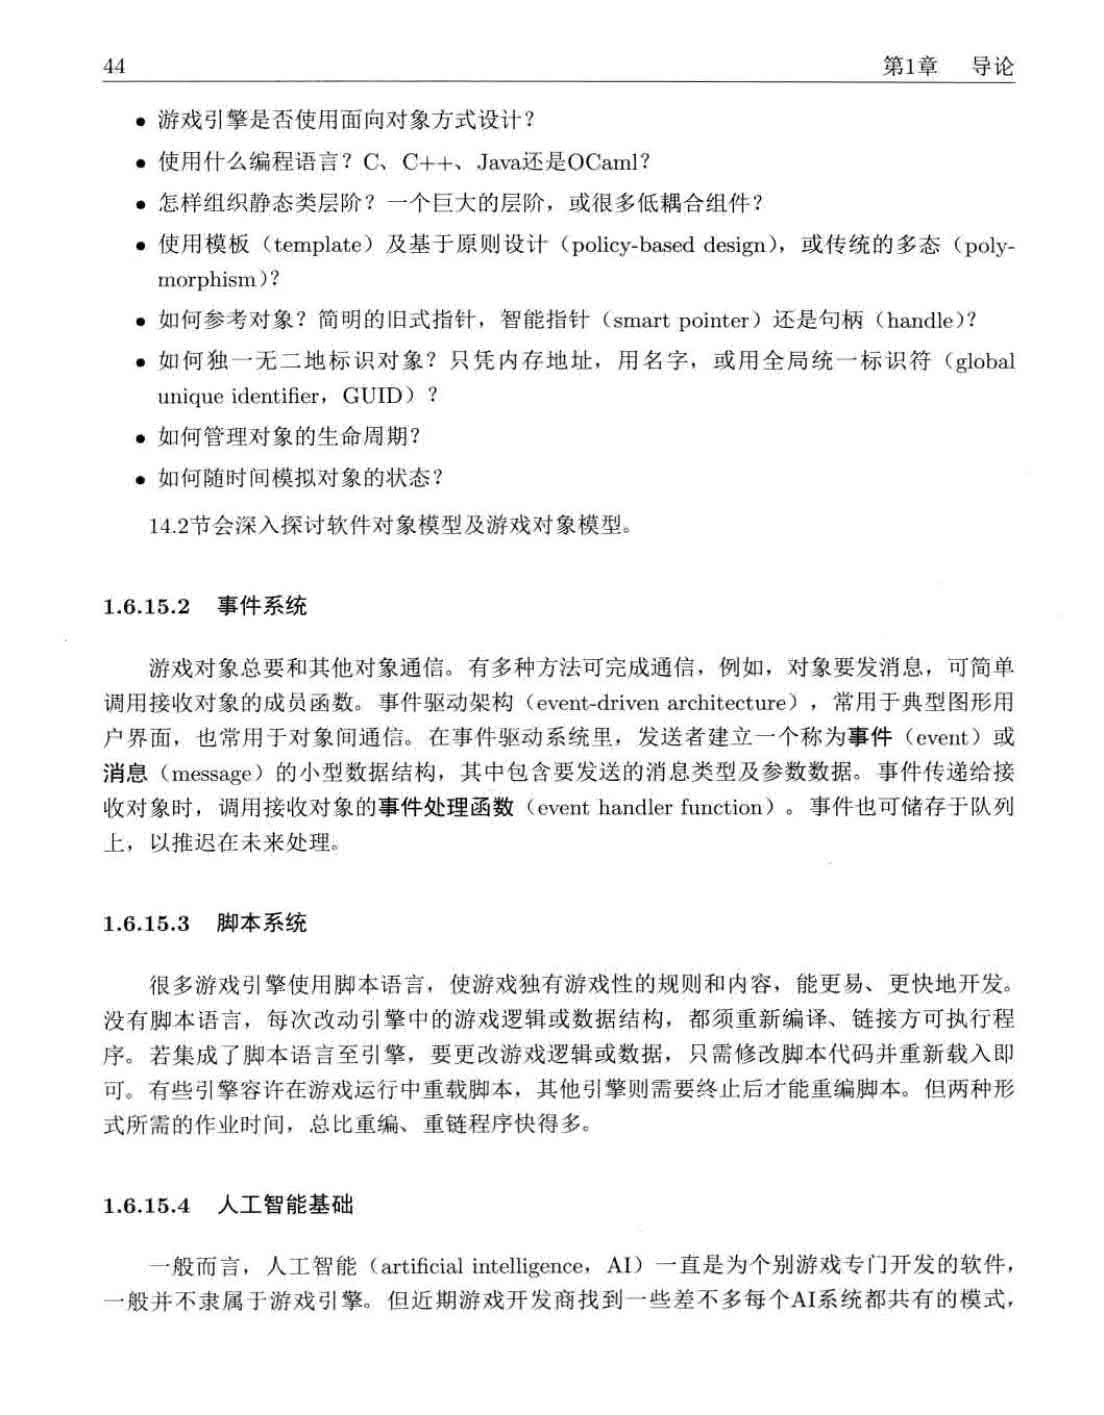 44 第1章 导论
• 游戏引擎是否使用面向对象方式设计?
• 使用什么编程语言? C、C++、Java还是OCaml?
• 怎样组织静态类层阶? 一个巨大的层阶，或很多低耦合组件?
• 使用模板（template）及基于原则设计（policy-based design），或传统的多态（poly-
morphism）?
• 如何参考对象? 简明的旧式指针，智能指针（smart pointer）还是句柄（handle）?
• 如何独一无二地标识对象? 只凭内存地址，用名字，或用全局统一标识符（global
unique identifier，GUID）?
• 如何管理对象的生命周期?
• 如何随时间模拟对象的状态?
14.2节会深入探讨软件对象模型及游戏对象模型。
1.6.15.2 事件系统
游戏对象总要和其他对象通信。有多种方法可完成通信，例如，对象要发消息，可简单
调用接收对象的成员函数。事件驱动架构（event-driven architecture），常用于典型图形用
户界面，也常用于对象间通信。在事件驱动系统里，发送者建立一个称为事件（event）或
消息（message）的小型数据结构，其中包含要发送的消息类型及参数数据。事件传递给接
收对象时，调用接收对象的事件处理函数（event handler function）。事件也可储存于队列
上，以推迟在未来处理。
1.6.15.3 脚本系统
很多游戏引擎使用脚本语言，使游戏独有游戏性的规则和内容，能更易、更快地开发。
没有脚本语言，每次改动引擎中的游戏逻辑或数据结构，都须重新编译、链接方可执行程
序。若集成了脚本语言至引擎，要更改游戏逻辑或数据，只需修改脚本代码并重新载入即
可。有些引擎容许在游戏运行中重载脚本，其他引擎则需要终止后才能重编脚本。但两种形
式所需的作业时间，总比重编、重链程序快得多。
1.6.15.4 人工智能基础
一般而言，人工智能（artificial intelligence，AI）一直是为个别游戏专门开发的软件，
一般并不隶属于游戏引擎。但近期游戏开发商找到一些差不多每个AI系统都共有的模式，